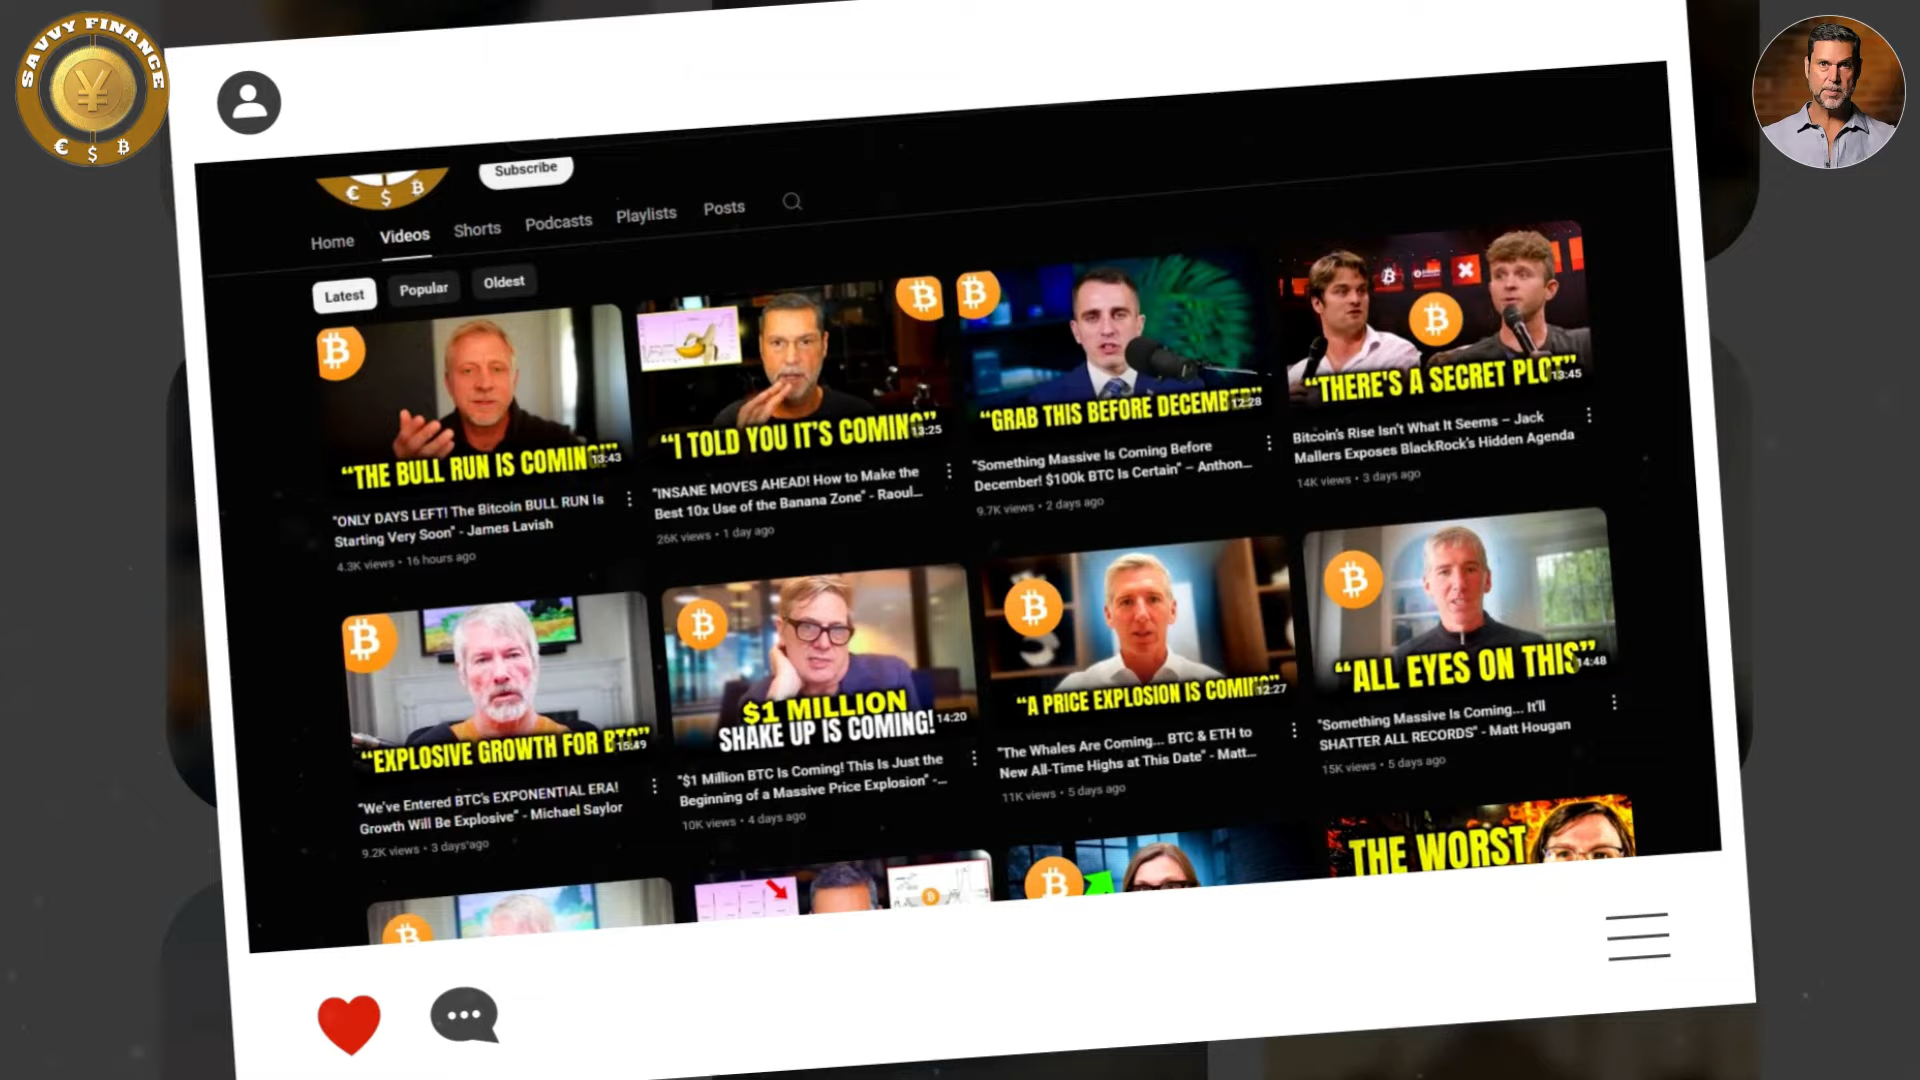 SAVVY FINANCE
¥
€ $ ₿
Subscribe
€ $ ₿
Home Videos Shorts Podcasts Playlists Posts
Latest Popular Oldest
"THE BULL RUN IS COMING"
13:43
"ONLY DAYS LEFT! The Bitcoin BULL RUN Is
Starting Very Soon" - James Lavish
4.3K views • 16 hours ago
"I TOLD YOU IT'S COMING"
13:25
"INSANE MOVES AHEAD! How to Make the
Best 10x Use of the Banana Zone" - Raoul...
26K views • 1 day ago
"GRAB THIS BEFORE DECEMBER"
12:28
"Something Massive Is Coming Before
December! $100k BTC Is Certain" – Anthon...
9.7K views • 2 days ago
"THERE'S A SECRET PLOT"
13:45
Bitcoin's Rise Isn't What It Seems – Jack
Mallers Exposes BlackRock's Hidden Agenda
14K views • 3 days ago
"EXPLOSIVE GROWTH FOR BTC"
15:49
"We've Entered BTC's EXPONENTIAL ERA!
Growth Will Be Explosive" - Michael Saylor
9.2K views • 3 days ago
$1 MILLION
SHAKE UP IS COMING!
14:20
"$1 Million BTC Is Coming! This Is Just the
Beginning of a Massive Price Explosion" -...
10K views • 4 days ago
"A PRICE EXPLOSION IS COMING"
12:27
"The Whales Are Coming... BTC & ETH to
New All-Time Highs at This Date" - Matt...
11K views • 5 days ago
"ALL EYES ON THIS"
14:48
"Something Massive Is Coming... It'll
SHATTER ALL RECORDS" - Matt Hougan
15K views • 5 days ago
THE WORST